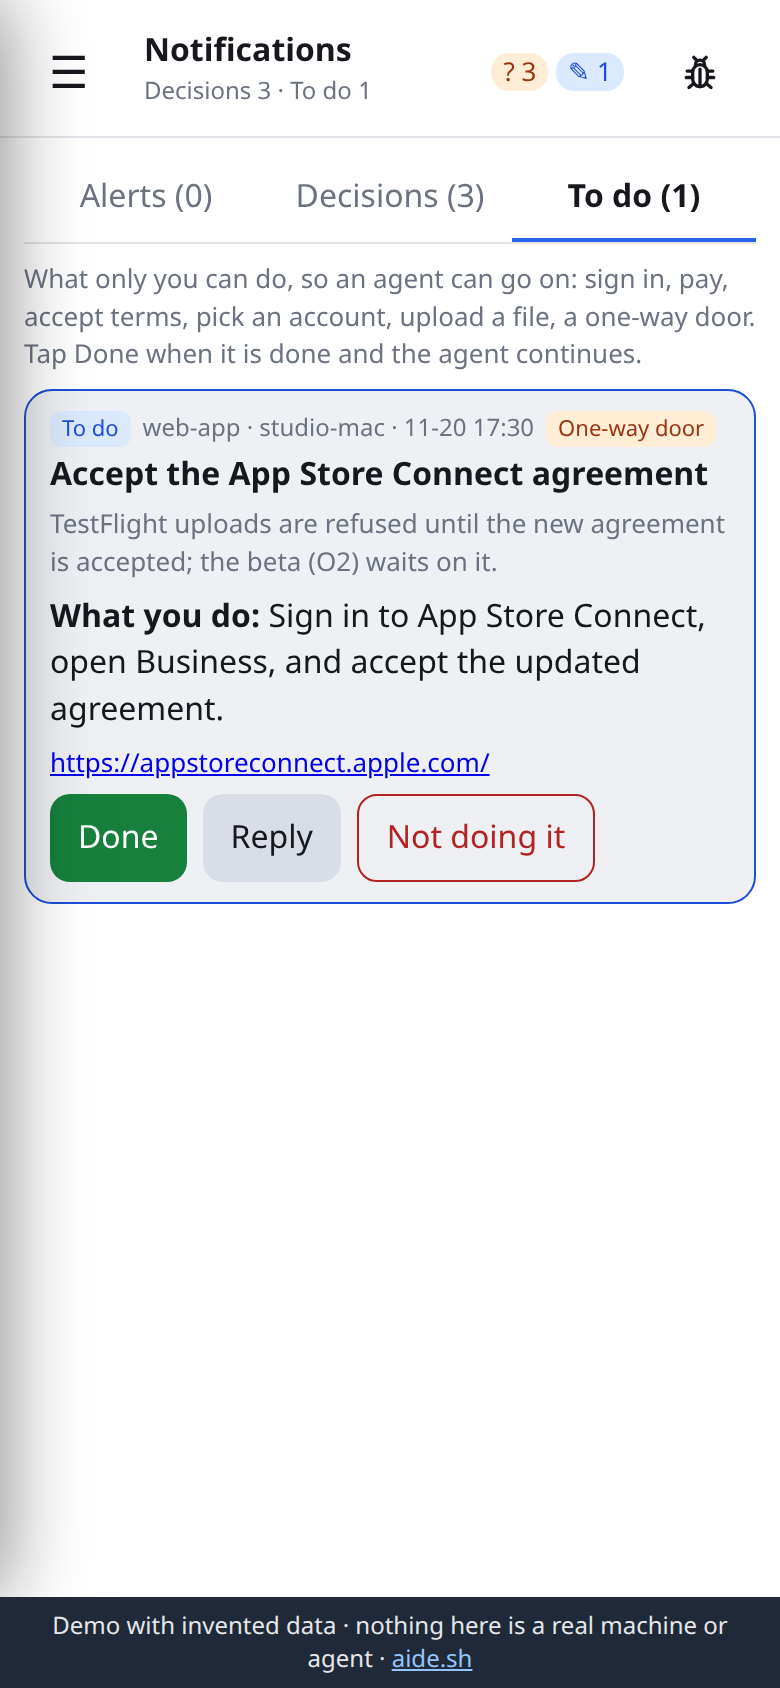 ☰
Notifications
Decisions 3 · To do 1
? 3
✎ 1
Alerts (0)
Decisions (3)
To do (1)
What only you can do, so an agent can go on: sign in, pay,
accept terms, pick an account, upload a file, a one-way door.
Tap Done when it is done and the agent continues.
To do web-app · studio-mac · 11-20 17:30 One-way door
Accept the App Store Connect agreement
TestFlight uploads are refused until the new agreement
is accepted; the beta (O2) waits on it.
What you do: Sign in to App Store Connect,
open Business, and accept the updated
agreement.
https://appstoreconnect.apple.com/
Done
Reply
Not doing it
Demo with invented data · nothing here is a real machine or
agent · aide.sh